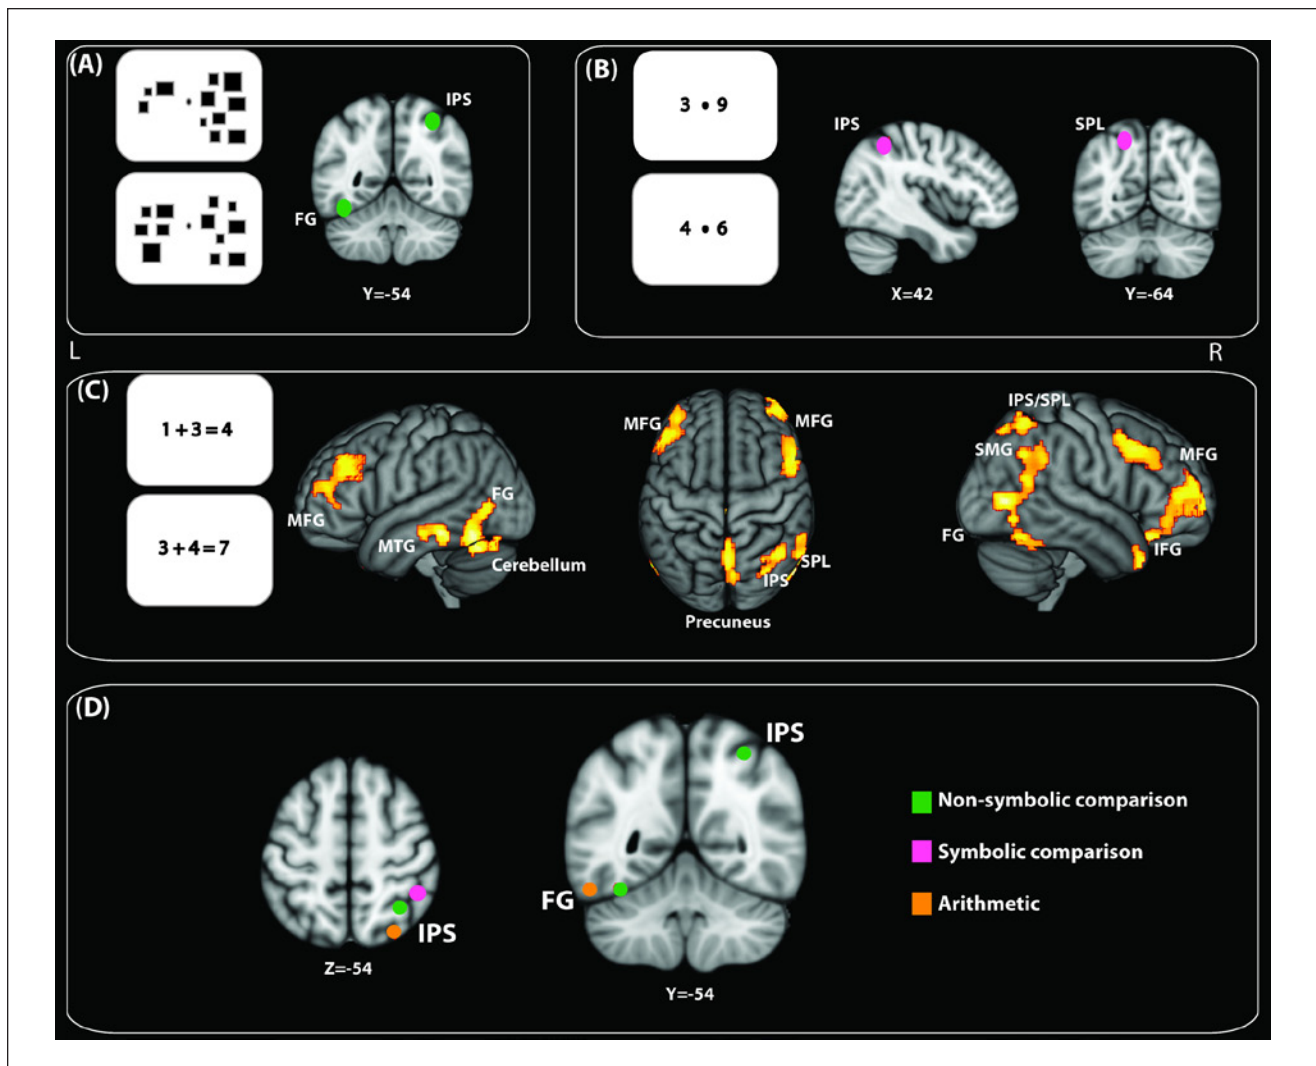 (A)
IPS
FG
Y=-54
(B)
3 • 9
4 • 6
IPS
X=42
SPL
Y=-64
L
R
(C)
1+3=4
3+4=7
MFG
MTG
FG
Cerebellum
MFG
MFG
SPL
IPS
Precuneus
IPS/SPL
SMG
MFG
FG
IFG
(D)
IPS
Z=-54
IPS
FG
Y=-54
Non-symbolic comparison
Symbolic comparison
Arithmetic